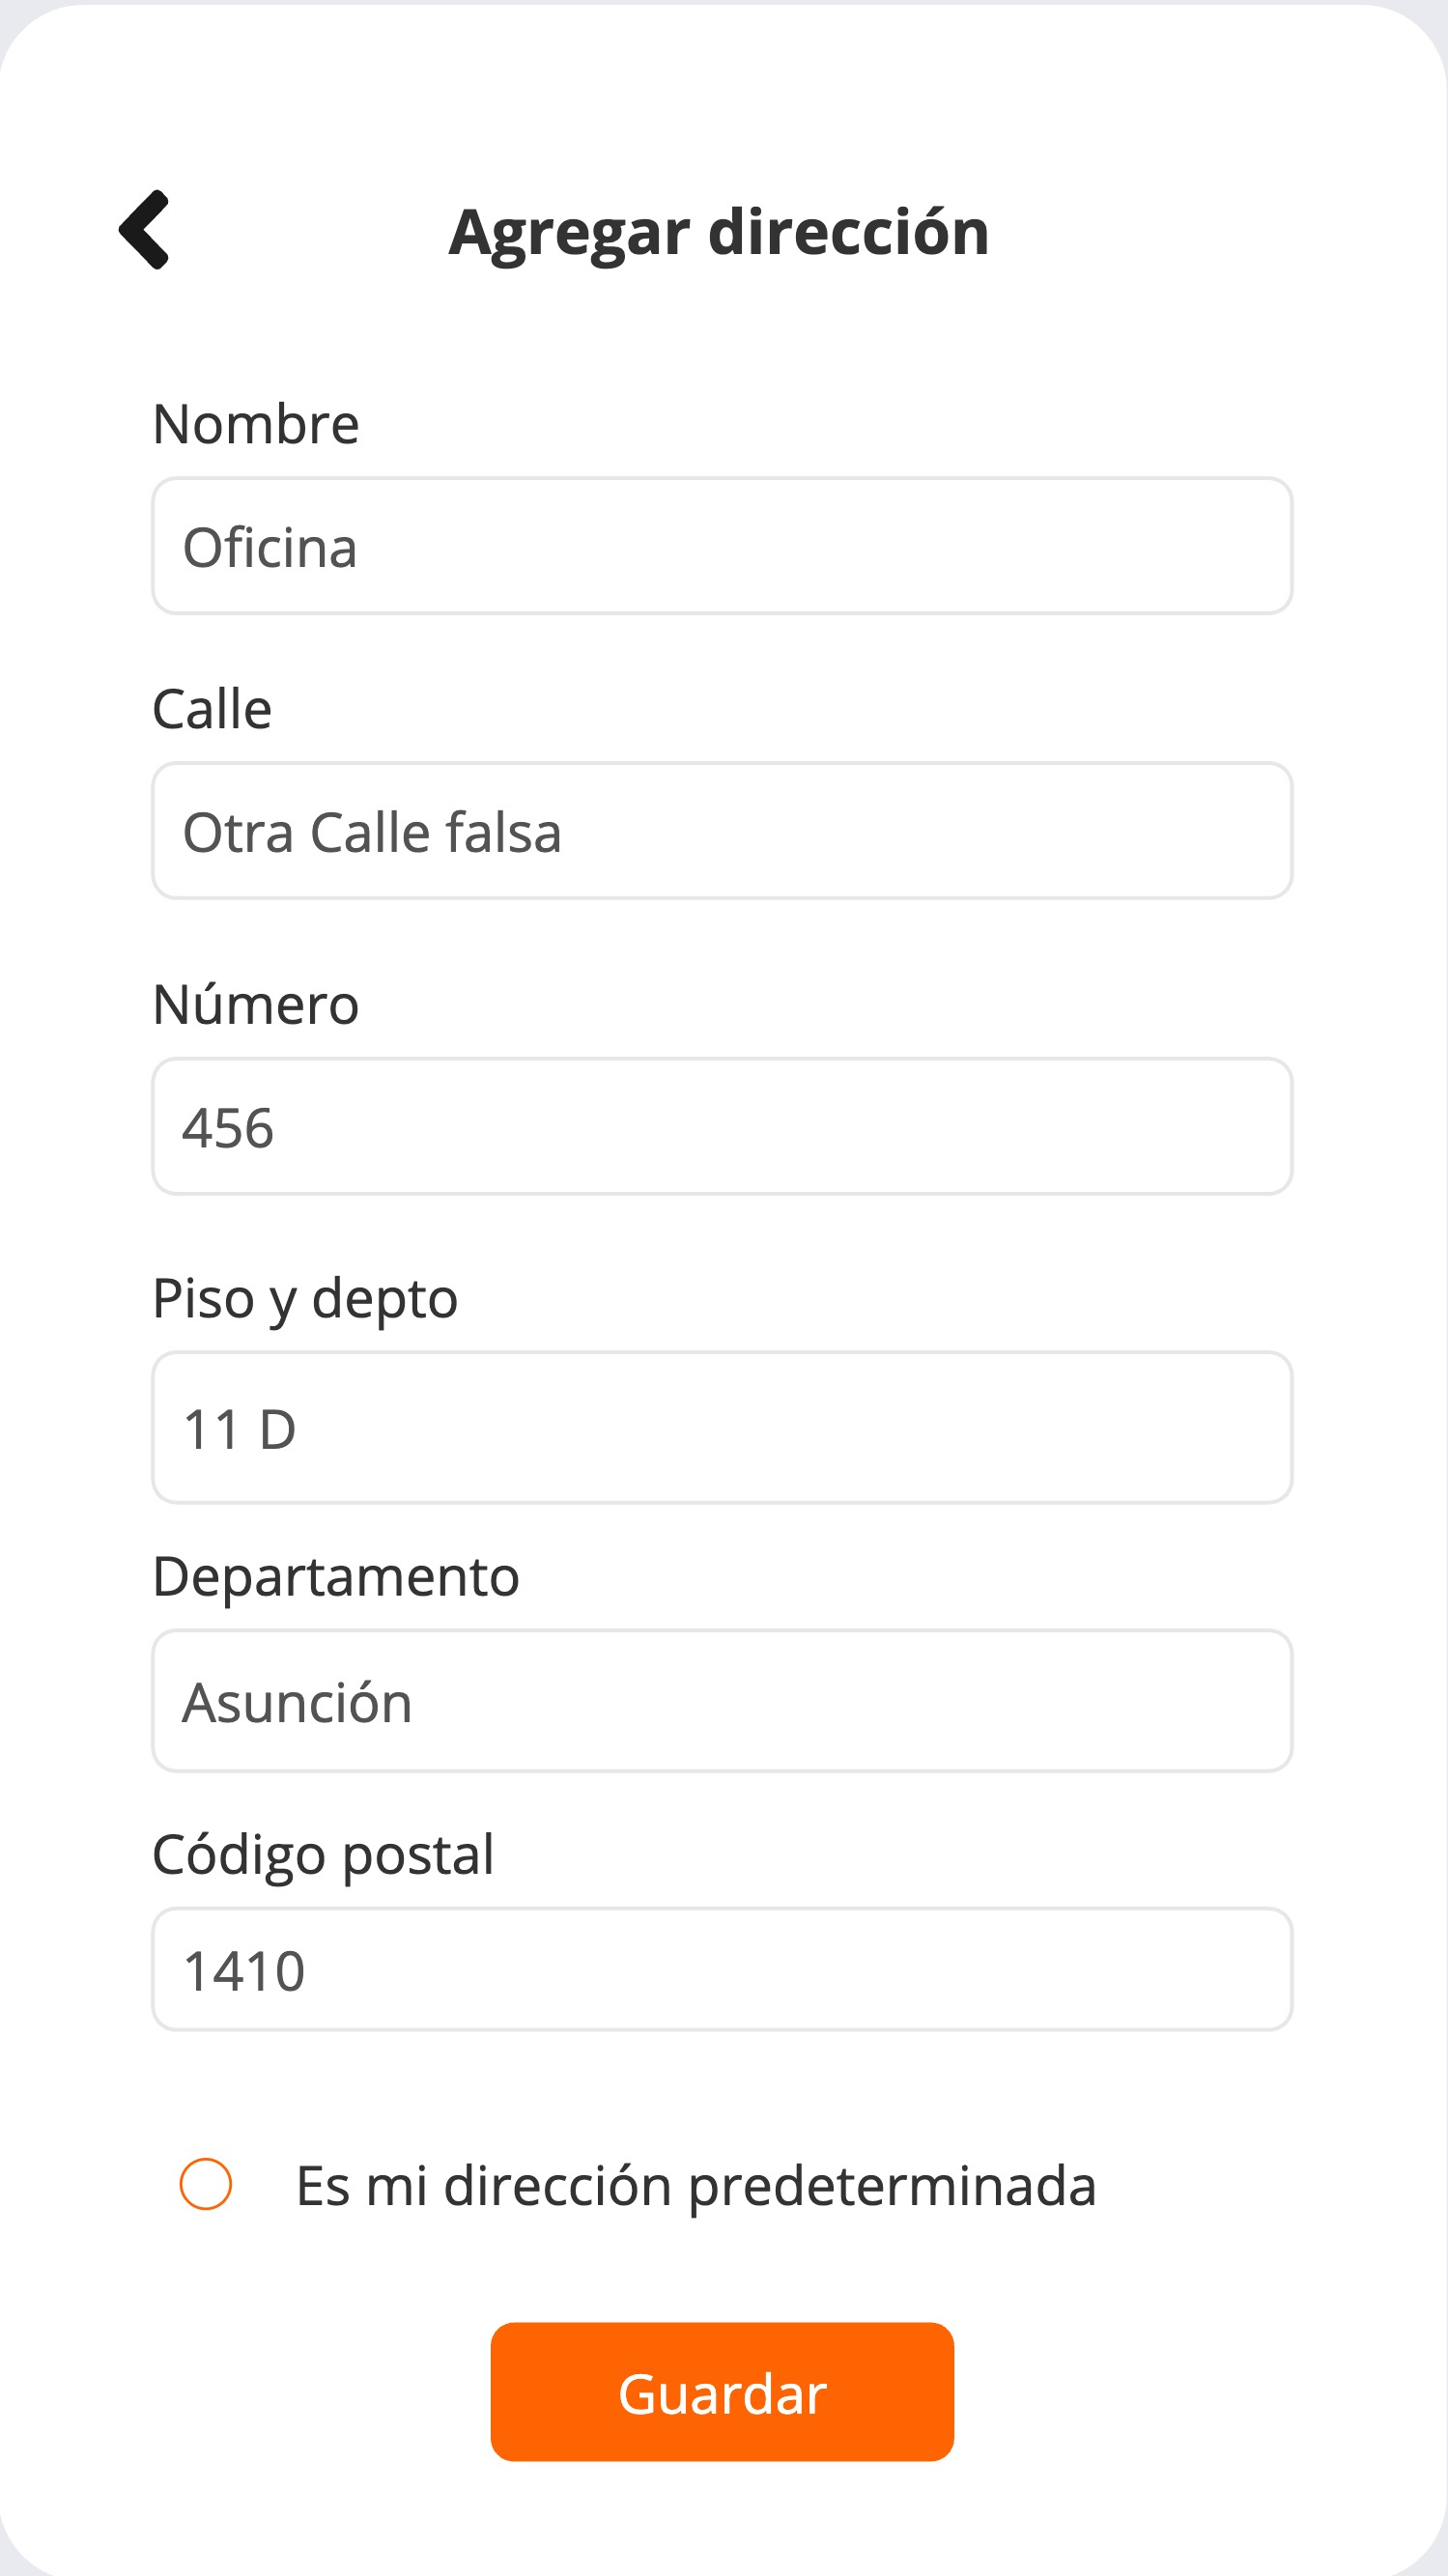 Agregar dirección
Nombre
Oficina
Calle
Otra Calle falsa
Número
456
Piso y depto
11 D
Departamento
Asunción
Código postal
1410
Es mi dirección predeterminada
Guardar